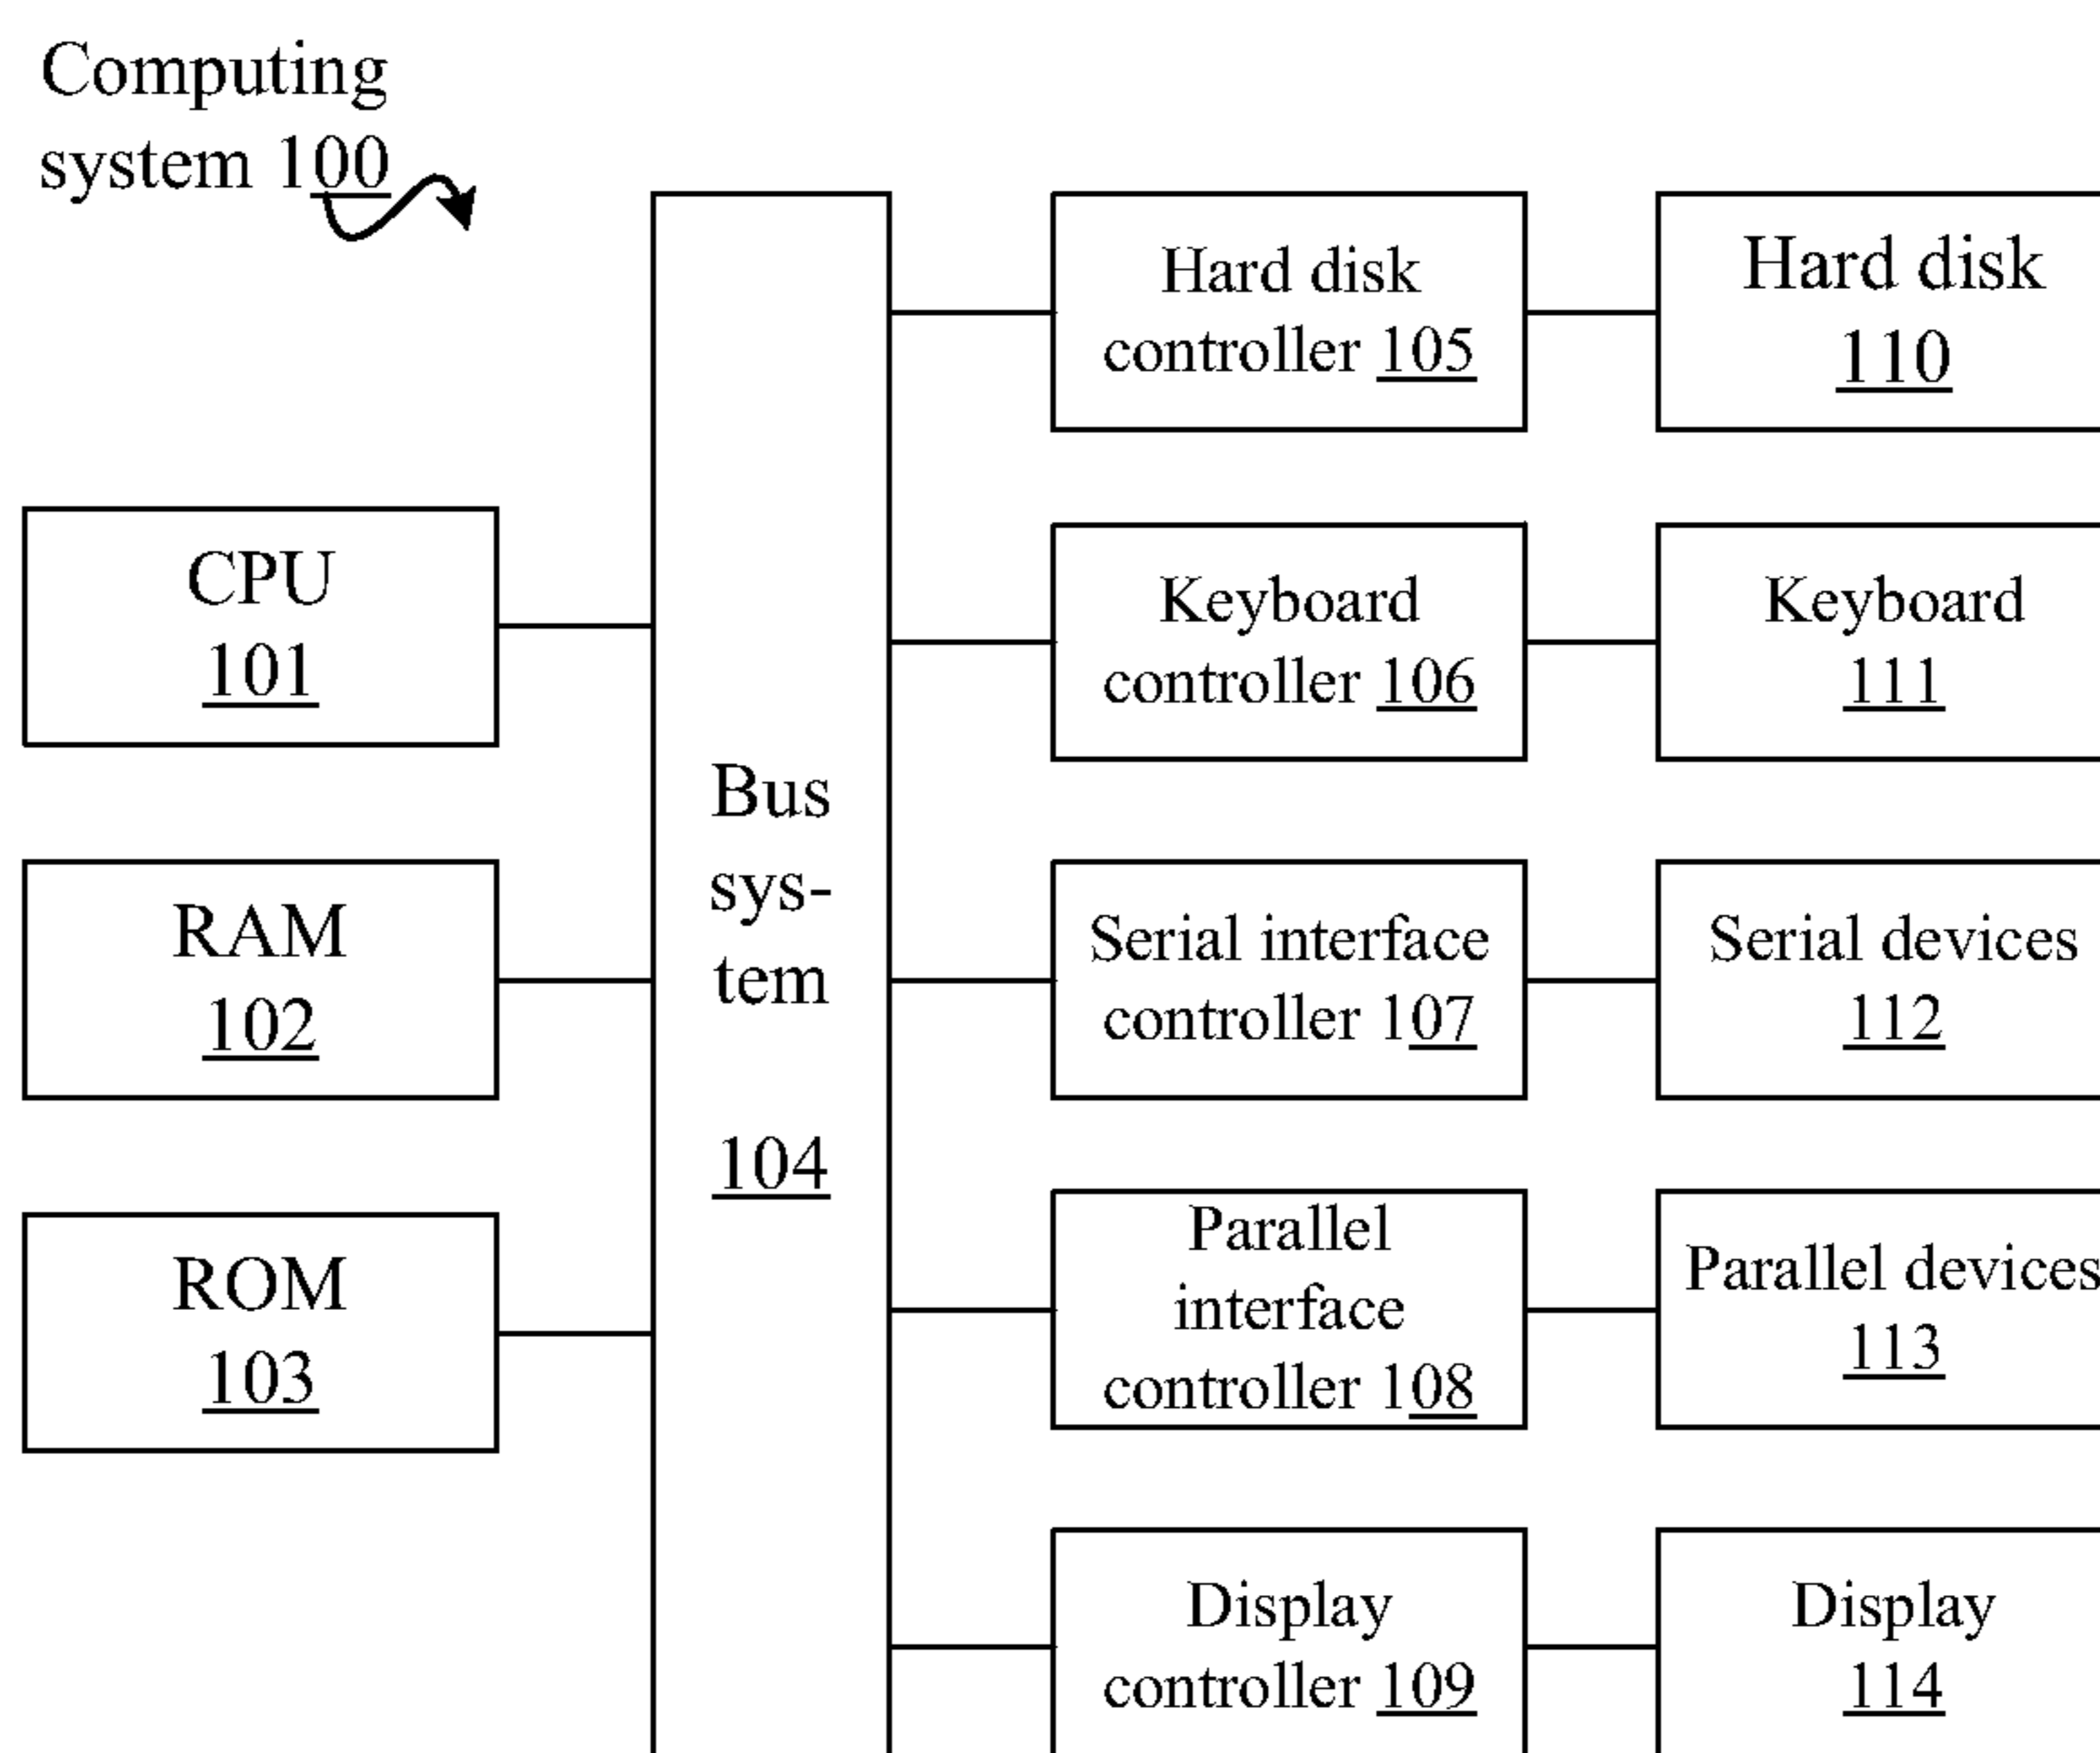 Computing
system 100
CPU
101
RAM
102
ROM
103
Bus
sys-
tem
104
Hard disk
controller 105
Keyboard
controller 106
Serial interface
controller 107
Parallel
interface
controller 108
Display
controller 109
Hard disk
110
Keyboard
111
Serial devices
112
Parallel devices
113
Display
114